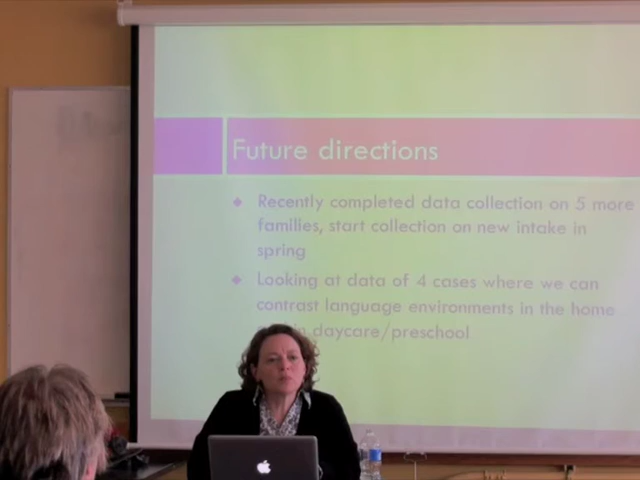 Future directions
Recently completed data collection on 5 more
families, start collection on new intake in
spring
Looking at data of 4 cases where we can
contrast language environments in the home
in daycare/preschool